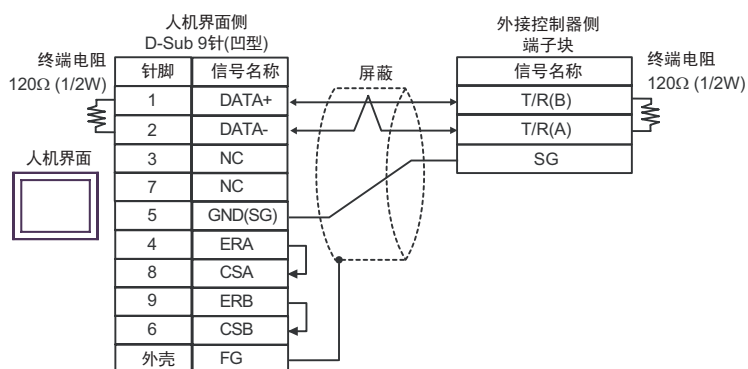 人机界面侧
D-Sub 9针(凹型)
外接控制器侧
端子块
终端电阻
120Ω (1/2W)
针脚 信号名称
屏蔽
信号名称
终端电阻
120Ω (1/2W)
1 DATA+ T/R(B)
2 DATA- T/R(A)
人机界面
3 NC SG
7 NC
5 GND(SG)
4 ERA
8 CSA
9 ERB
6 CSB
外壳 FG